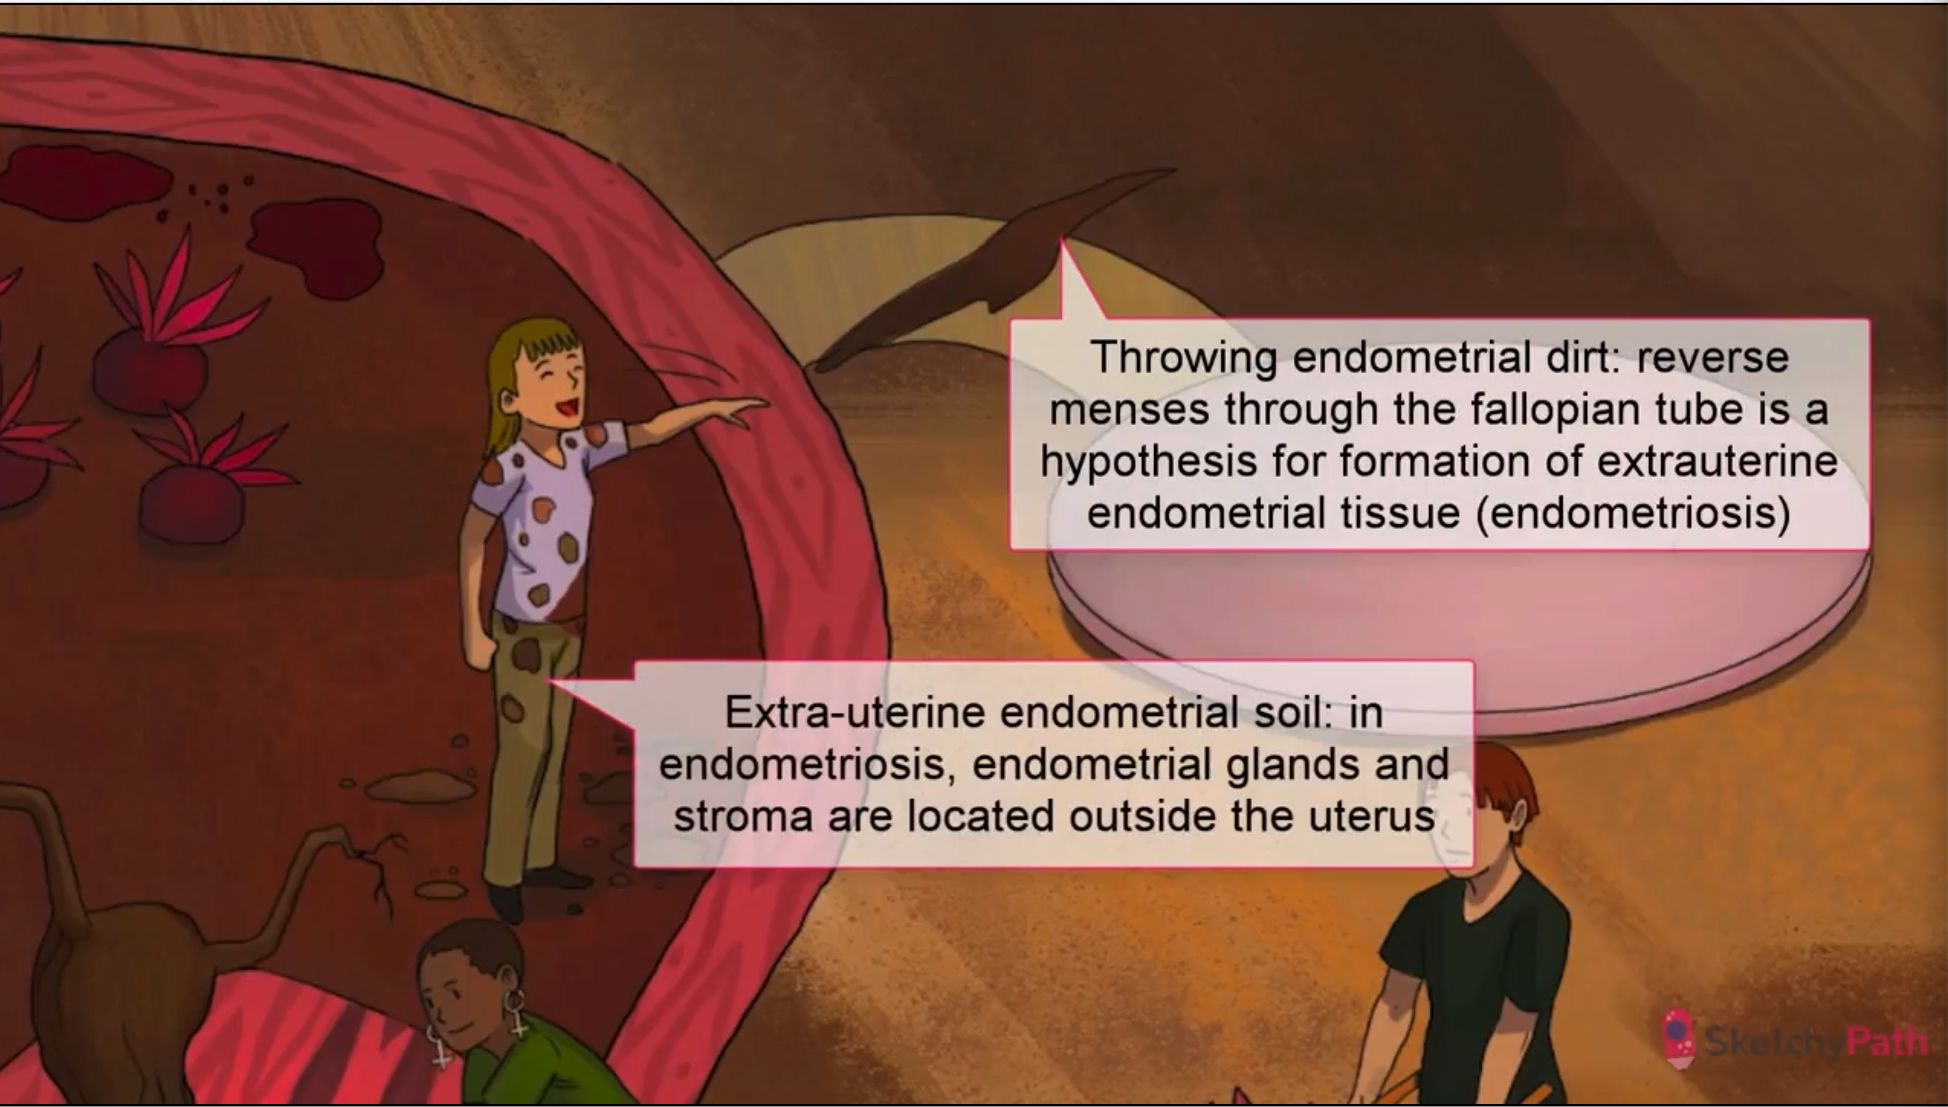 Throwing endometrial dirt: reverse
menses through the fallopian tube is a
hypothesis for formation of extrauterine
endometrial tissue (endometriosis)
Extra-uterine endometrial soil: in
endometriosis, endometrial glands and
stroma are located outside the uterus
SketchyPath